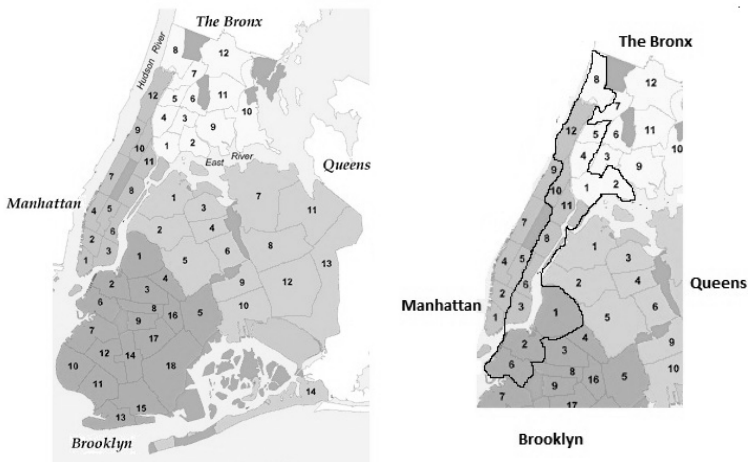 The Bronx
Hudson River
8 12
7
12 5 6 11
10
4 3 9
9
10 1 2
11 East River
Queens
7 8
1 7
Manhattan
4 5 3 11
2 6 2 4
3 6 8
1 1 5 13
2 3 4 9 12
6 8 16 5 10
9
7 17
12 14
10 11 18
14
15
13
Brooklyn
The Bronx
8 12
7
12 5 6 11 10
4 3 9
9
10 1 2
11
7 8
1 3
4 5
2 6 2 4
Queens
Manhattan
3 6
1 1 5
2 4 9
3
6 8 16 5 10
9
7 17
Brooklyn